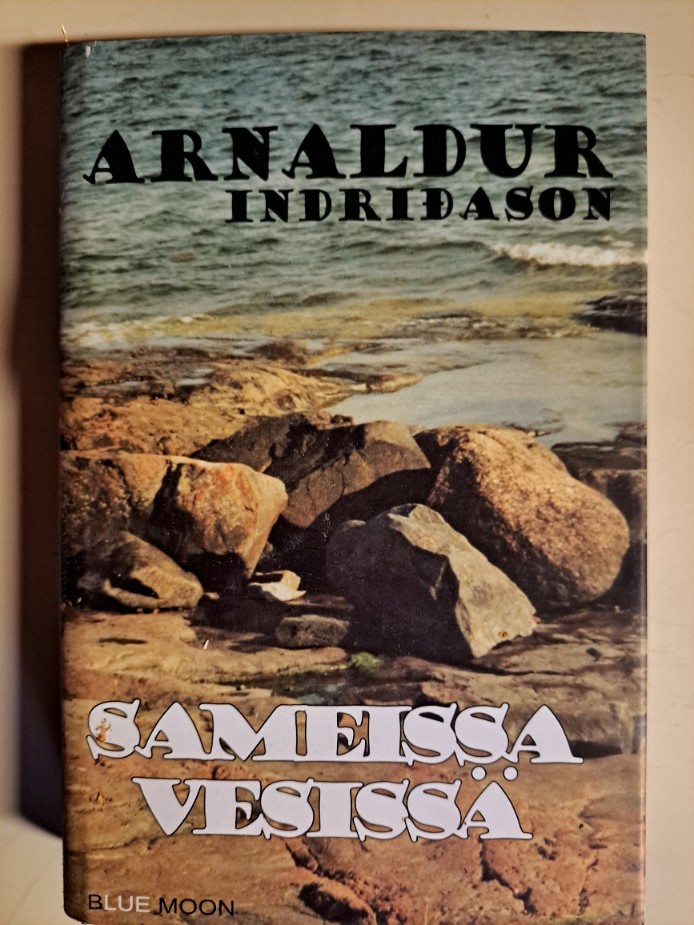 ARNALDUR
INDRIÐASON
SAMEISSA
VESISSÄ
BLUE MOON